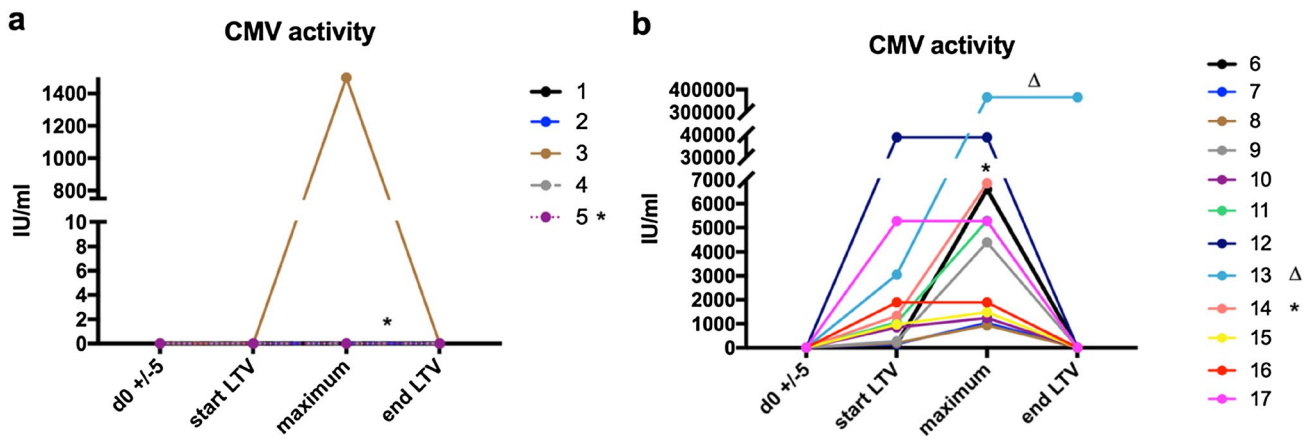 a
CMV activity
IU/ml
1400
1200
1000
800
10
8
6
4
2
0
*
d0 +/-5
start LTV
maximum
end LTV
1
2
3
4
5 *
b
CMV activity
IU/ml
400000
300000
40000
30000
7000
6000
5000
4000
3000
2000
1000
0
Δ
*
d0 +/-5
start LTV
maximum
end LTV
6
7
8
9
10
11
12
13 Δ
14 *
15
16
17